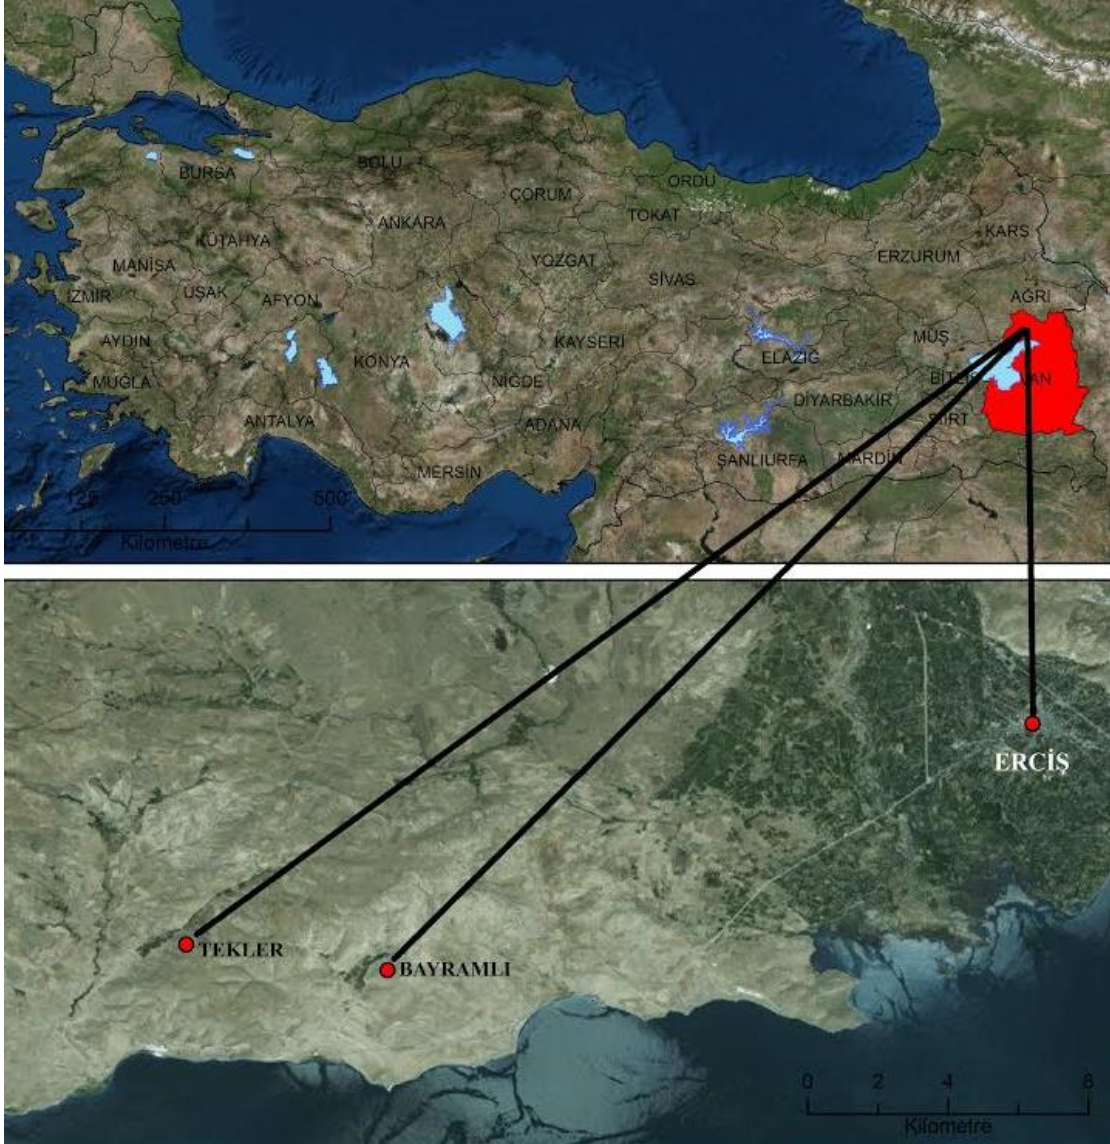 BOLU
BURSA
ORDU
ÇORUM
TOKAT
ANKARA
KARS
KÜTAHYA
ERZURUM
YOZGAT
MANİSA
SİVAS
UŞAK
İZMİR
AFYON
AĞRI
MUŞ
AYDIN
KAYSERİ
ELAZIĞ
KONYA
BİTLİS
VAN
MUĞLA
NİĞDE
DİYARBAKIR
SİİRT
ANTALYA
ADANA
ŞANLIURFA
MARDİN
MERSİN
125 250 500
Kilometre
ERCİŞ
TEKLER
BAYRAMLI
0 2 4 8
Kilometre